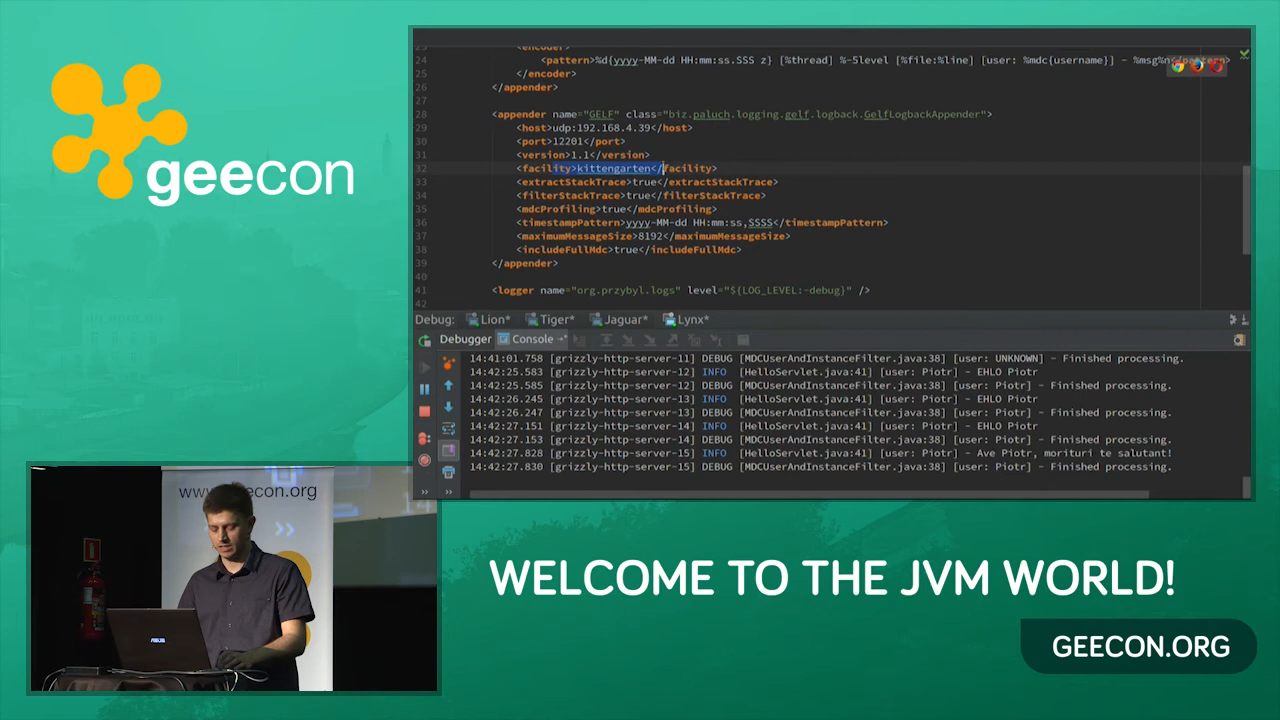 geecon
23 <encoder>
24 <pattern>%d{yyyy-MM-dd HH:mm:ss.SSS z} [%thread] %-5level [%file:%line] [user: %mdc{username}] - %msg%n</pattern>
25 </encoder>
26 </appender>
27
28 <appender name="GELF" class="biz.paluch.logging.gelf.logback.GelfLogbackAppender">
29 <host>udp:192.168.4.39</host>
30 <port>12201</port>
31 <version>1.1</version>
32 <facility>kittengarten</facility>
33 <extractStackTrace>true</extractStackTrace>
34 <filterStackTrace>true</filterStackTrace>
35 <mdcProfiling>true</mdcProfiling>
36 <timestampPattern>yyyy-MM-dd HH:mm:ss,SSSS</timestampPattern>
37 <maximumMessageSize>8192</maximumMessageSize>
38 <includeFullMdc>true</includeFullMdc>
39 </appender>
40
41 <logger name="org.przybyl.logs" level="${LOG_LEVEL:-debug}" />
42
Debug: Lion* Tiger* Jaguar* Lynx*
Debugger Console
14:41:01.758 [grizzly-http-server-11] DEBUG [MDCUserAndInstanceFilter.java:38] [user: UNKNOWN] - Finished processing.
14:42:25.583 [grizzly-http-server-12] INFO [HelloServlet.java:41] [user: Piotr] - EHLO Piotr
14:42:25.585 [grizzly-http-server-12] DEBUG [MDCUserAndInstanceFilter.java:38] [user: Piotr] - Finished processing.
14:42:26.245 [grizzly-http-server-13] INFO [HelloServlet.java:41] [user: Piotr] - EHLO Piotr
14:42:26.247 [grizzly-http-server-13] DEBUG [MDCUserAndInstanceFilter.java:38] [user: Piotr] - Finished processing.
14:42:27.151 [grizzly-http-server-14] INFO [HelloServlet.java:41] [user: Piotr] - EHLO Piotr
14:42:27.153 [grizzly-http-server-14] DEBUG [MDCUserAndInstanceFilter.java:38] [user: Piotr] - Finished processing.
14:42:27.828 [grizzly-http-server-15] INFO [HelloServlet.java:41] [user: Piotr] - Ave Piotr, morituri te salutant!
14:42:27.830 [grizzly-http-server-15] DEBUG [MDCUserAndInstanceFilter.java:38] [user: Piotr] - Finished processing.
econ.org
ASUS
WELCOME TO THE JVM WORLD!
GEECON.ORG